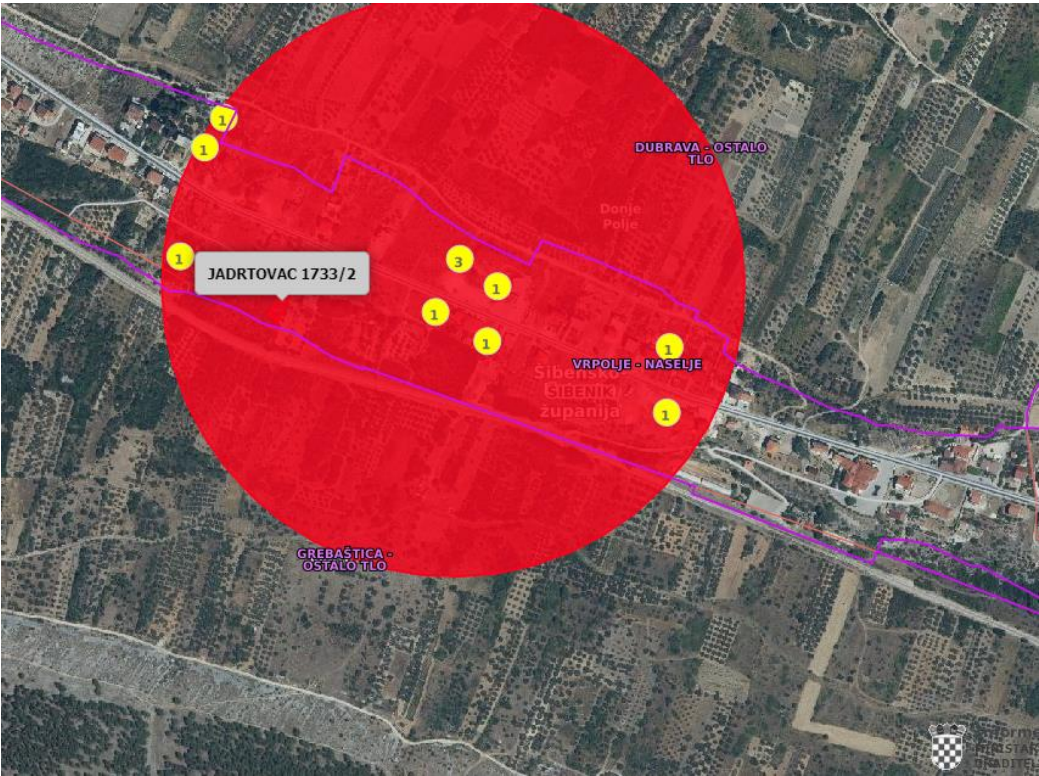 1
1
DUBRAVA - OSTALO
TLO
Donje
Polje
1
3
JADRTOVAC 1733/2
1
1
1
1
VRPOLJE - NASELJE
Šibensko
ŠIBENIK
županija
1
GREBAŠTICA -
OSTALO TLO